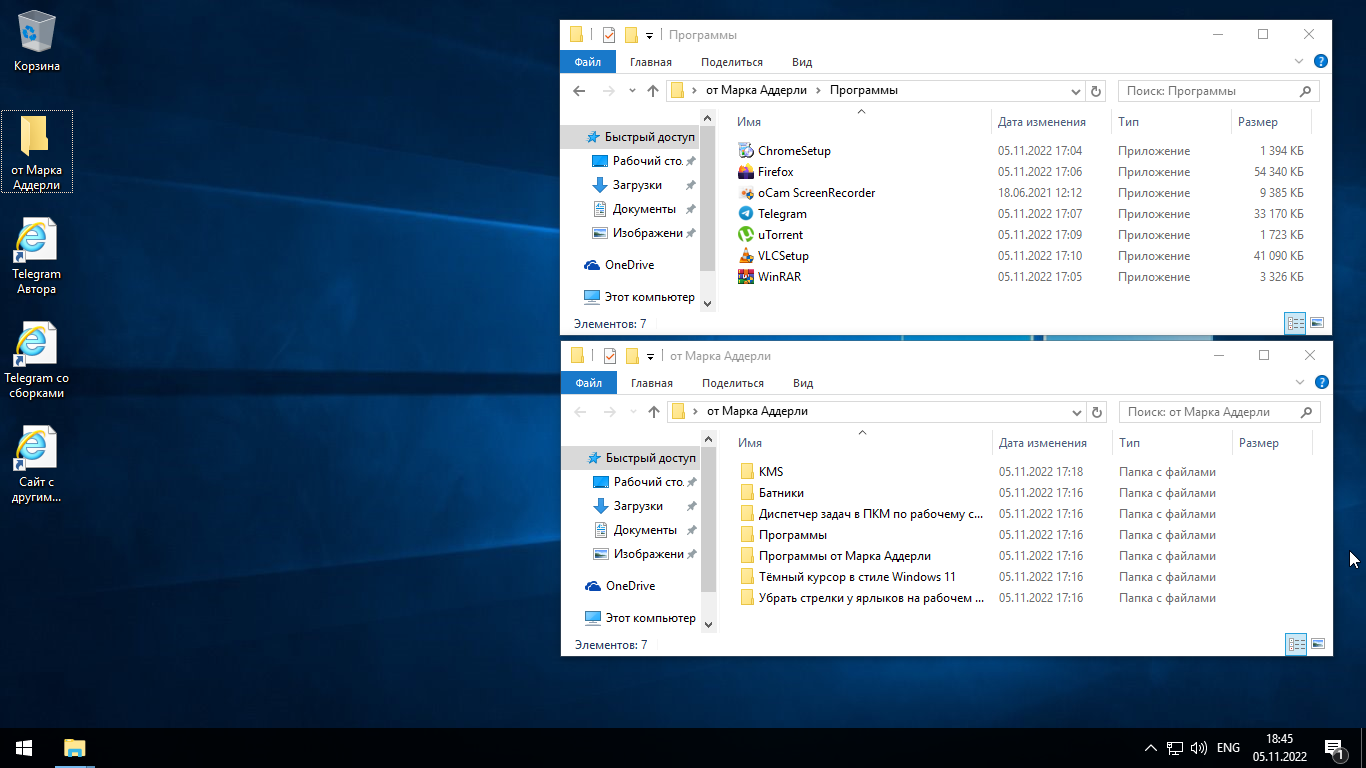 Корзина
от Марка
Аддерли
Telegram
Автора
Telegram со
сборками
Сайт с
другим...
Программы
Файл Главная Поделиться Вид
от Марка Аддерли Программы
Поиск: Программы
Имя Дата изменения Тип Размер
Быстрый доступ
Рабочий сто.
Загрузки
Документы
Изображени
OneDrive
Этот компьютер
ChromeSetup 05.11.2022 17:04 Приложение 1 394 КБ
Firefox 05.11.2022 17:06 Приложение 54 340 КБ
oCam ScreenRecorder 18.06.2021 12:12 Приложение 9 385 КБ
Telegram 05.11.2022 17:07 Приложение 33 170 КБ
uTorrent 05.11.2022 17:09 Приложение 1 723 КБ
VLCSetup 05.11.2022 17:10 Приложение 41 090 КБ
WinRAR 05.11.2022 17:05 Приложение 3 326 КБ
Элементов: 7
от Марка Аддерли
Файл Главная Поделиться Вид
от Марка Аддерли
Поиск: от Марка Аддерли
Имя Дата изменения Тип Размер
Быстрый доступ
Рабочий сто.
Загрузки
Документы
Изображени
OneDrive
Этот компьютер
KMS 05.11.2022 17:18 Папка с файлами
Батники 05.11.2022 17:16 Папка с файлами
Диспетчер задач в ПКМ по рабочему с... 05.11.2022 17:16 Папка с файлами
Программы 05.11.2022 17:16 Папка с файлами
Программы от Марка Аддерли 05.11.2022 17:16 Папка с файлами
Тёмный курсор в стиле Windows 11 05.11.2022 17:16 Папка с файлами
Убрать стрелки у ярлыков на рабочем ... 05.11.2022 17:16 Папка с файлами
Элементов: 7
ENG
18:45
05.11.2022
1